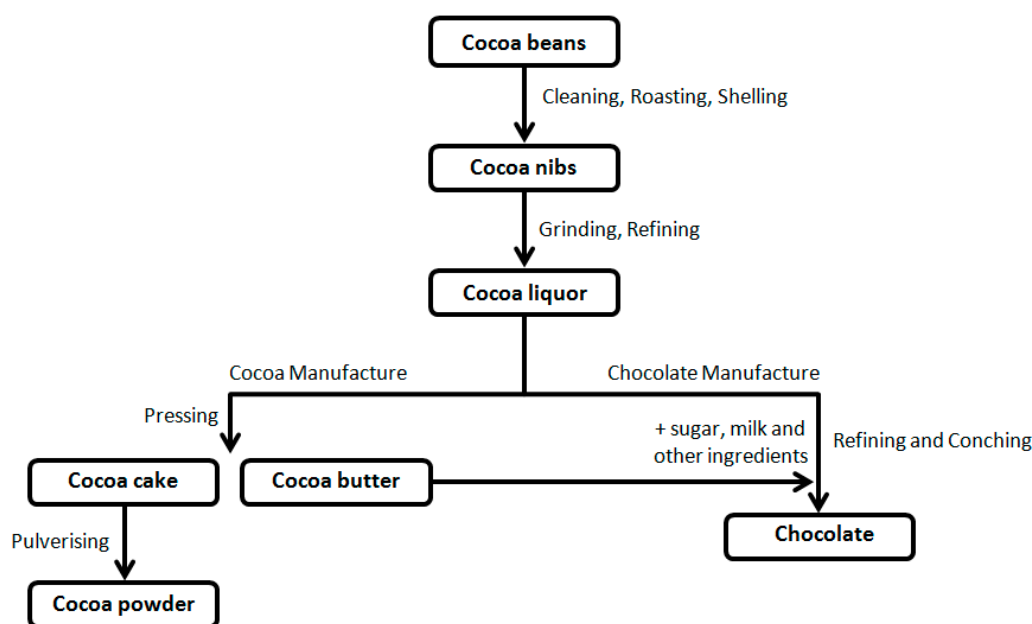 Cocoa beans
Cleaning, Roasting, Shelling
Cocoa nibs
Grinding, Refining
Cocoa liquor
Cocoa Manufacture
Chocolate Manufacture
Pressing
+ sugar, milk and
other ingredients
Refining and Conching
Cocoa cake
Cocoa butter
Chocolate
Pulverising
Cocoa powder